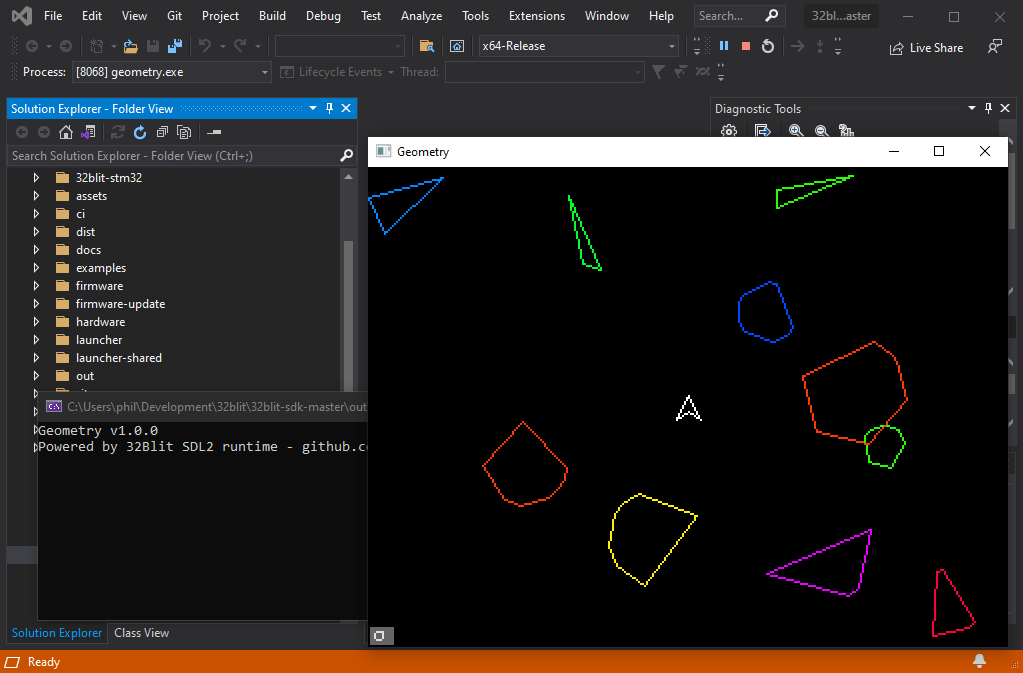 File Edit View Git Project Build Debug Test Analyze Tools Extensions Window Help Search... 32bl...aster
x64-Release Live Share
Process: [8068] geometry.exe Lifecycle Events Thread:
Solution Explorer - Folder View
Diagnostic Tools
Search Solution Explorer - Folder View (Ctrl+;)
Geometry
32blit-stm32
assets
ci
dist
docs
examples
firmware
firmware-update
hardware
launcher
launcher-shared
out
C:\Users\phil\Development\32blit\32blit-sdk-master\out
Geometry v1.0.0
Powered by 32Blit SDL2 runtime - github.c
Solution Explorer Class View
Ready